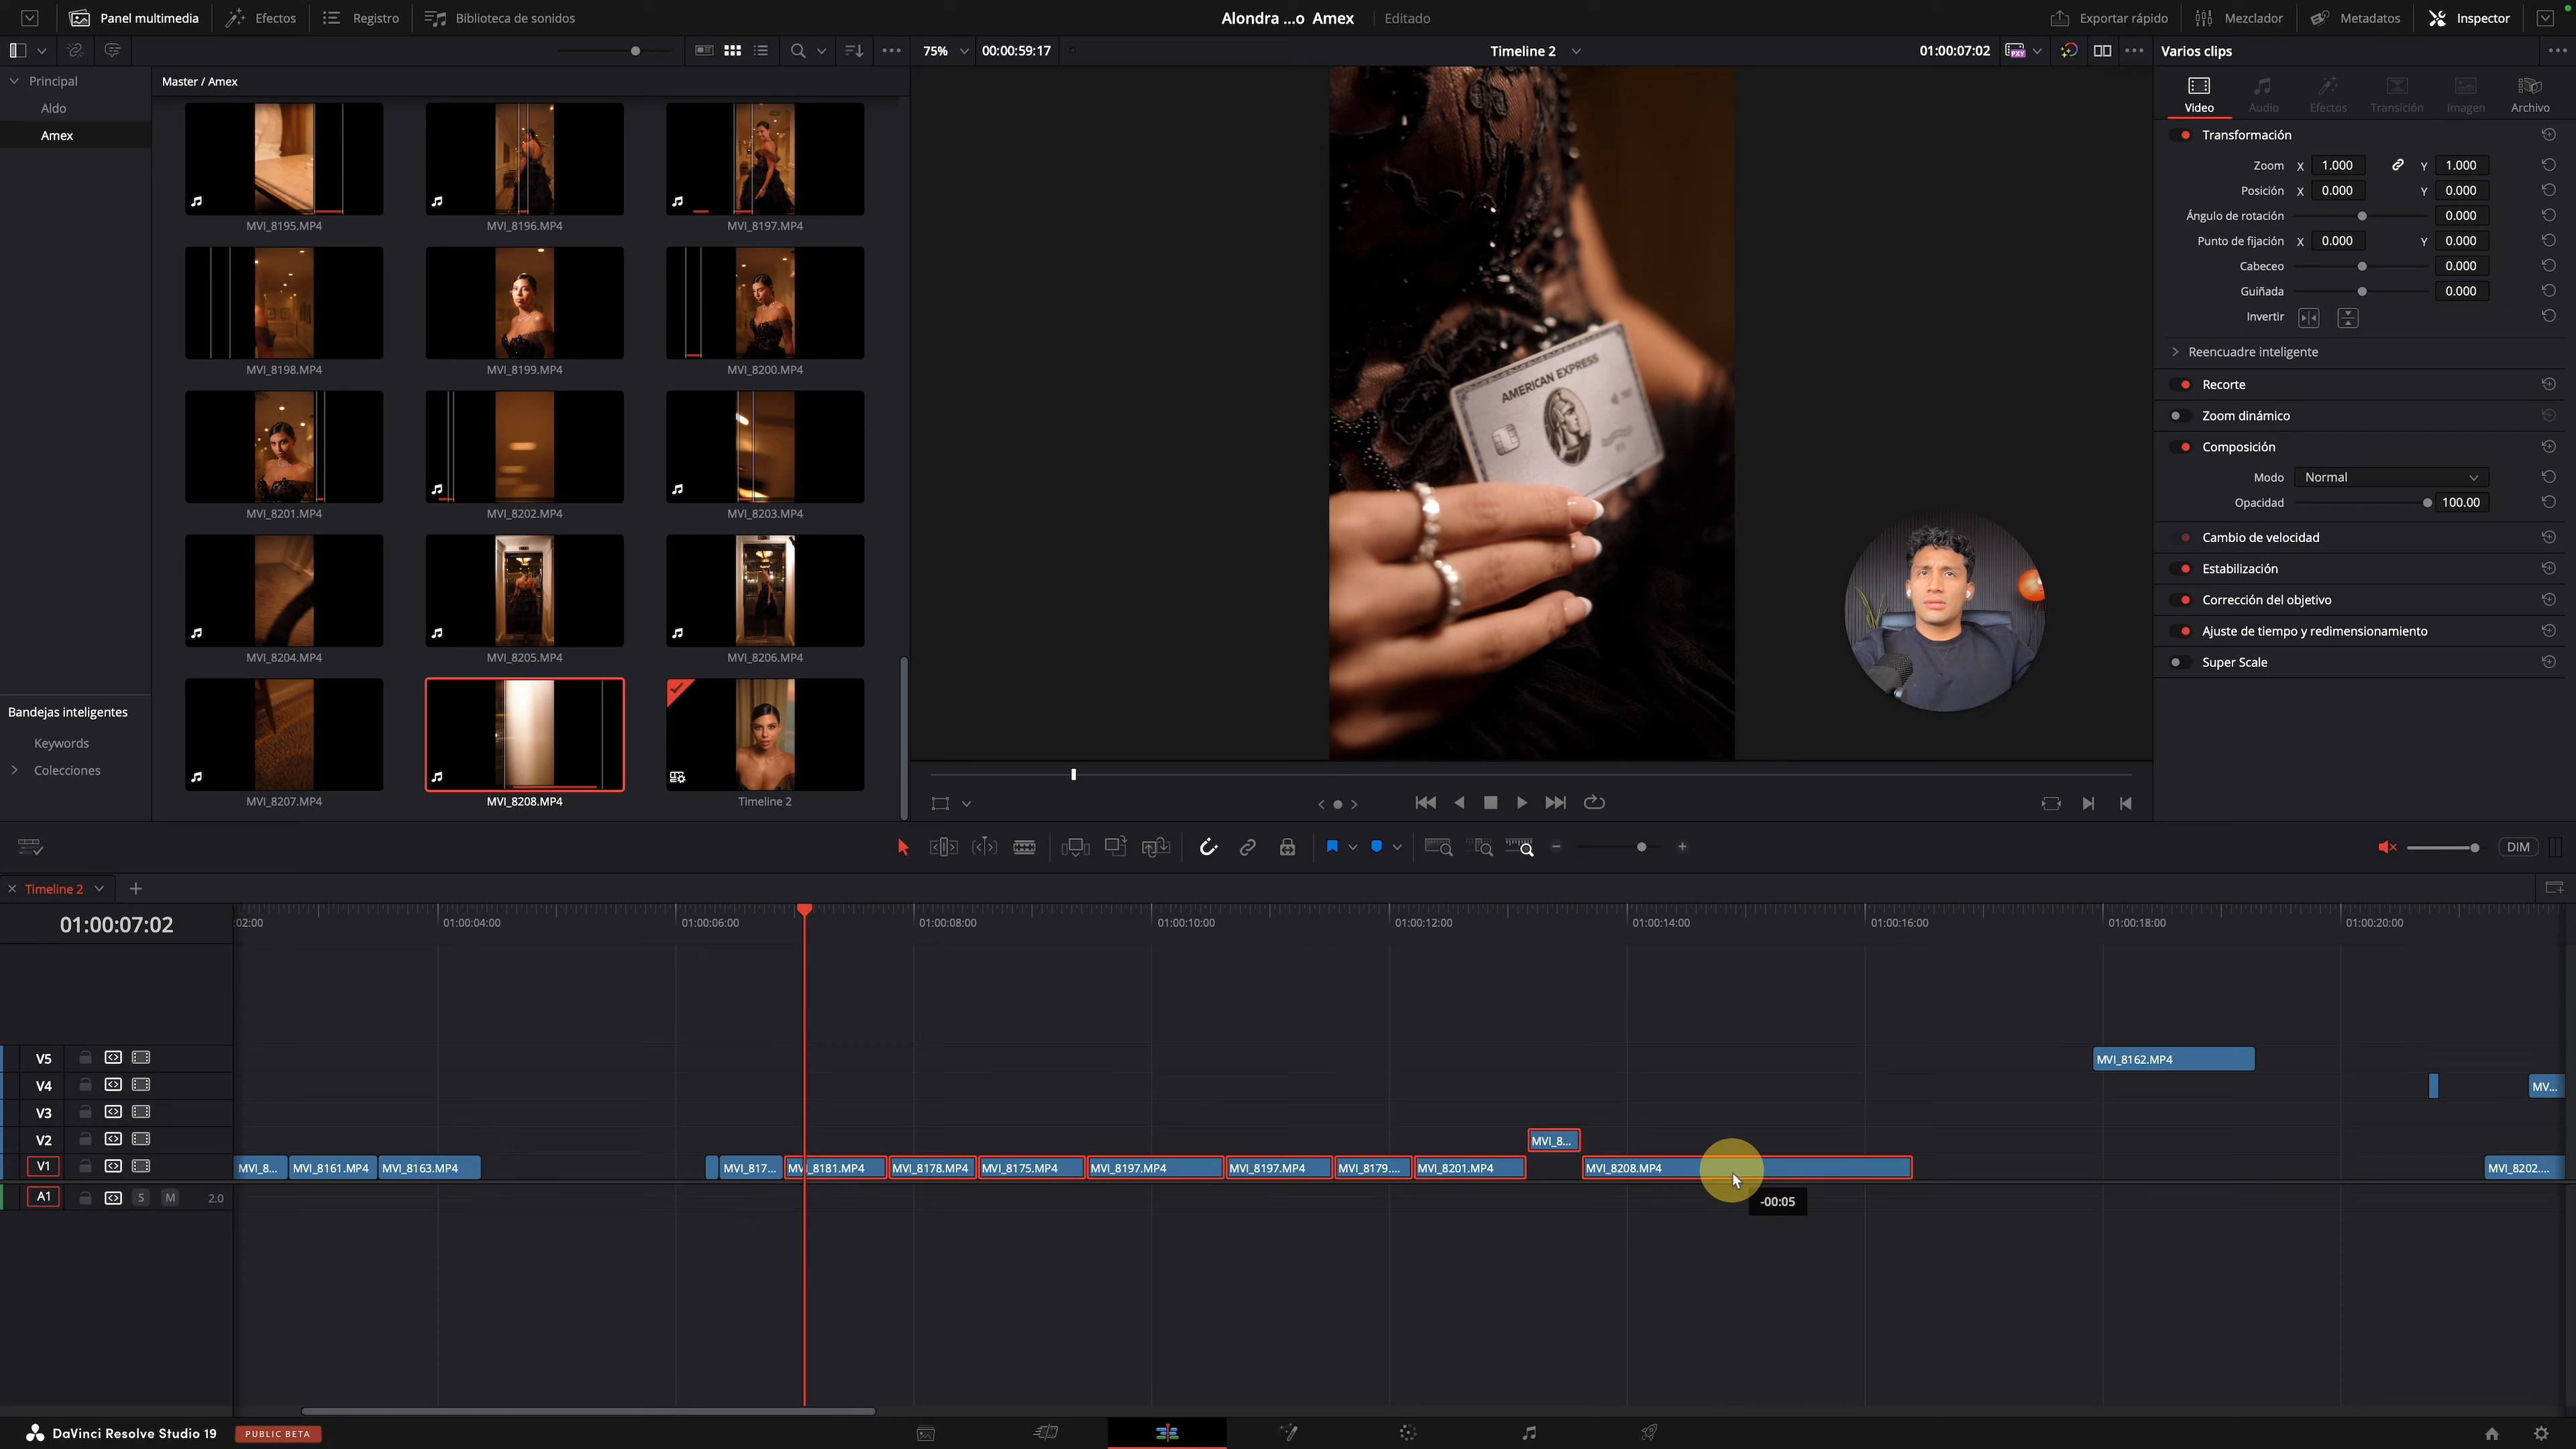 Panel multimedia Efectos Registro Biblioteca de sonidos Alondra ...o Amex Editado Exportar rápido Mezclador Metadatos Inspector
75% 00:00:59:17 Timeline 2 01:00:07:02 PXY Varios clips
Principal Master / Amex
Aldo
Amex
Video Audio Efectos Transición Imagen Archivo
Transformación
Zoom X 1.000 Y 1.000
Posición X 0.000 Y 0.000
Ángulo de rotación 0.000
Punto de fijación X 0.000 Y 0.000
Cabeceo 0.000
Guiñada 0.000
Invertir
Reencuadre inteligente
Recorte
Zoom dinámico
Composición
Modo Normal
Opacidad 100.00
Cambio de velocidad
Estabilización
Corrección del objetivo
Ajuste de tiempo y redimensionamiento
Super Scale
MVI_8195.MP4 MVI_8196.MP4 MVI_8197.MP4
MVI_8198.MP4 MVI_8199.MP4 MVI_8200.MP4
MVI_8201.MP4 MVI_8202.MP4 MVI_8203.MP4
MVI_8204.MP4 MVI_8205.MP4 MVI_8206.MP4
MVI_8207.MP4 MVI_8208.MP4 Timeline 2
AMERICAN EXPRESS
Bandejas inteligentes
Keywords
Colecciones
DIM
Timeline 2
01:00:07:02
:02:00 01:00:04:00 01:00:06:00 01:00:08:00 01:00:10:00 01:00:12:00 01:00:14:00 01:00:16:00 01:00:18:00 01:00:20:00
V5 MVI_8162.MP4
V4 MV...
V3
V2 MVI_8...
V1 MVI_8... MVI_8161.MP4 MVI_8163.MP4 MVI_817... MVI_8181.MP4 MVI_8178.MP4 MVI_8175.MP4 MVI_8197.MP4 MVI_8197.MP4 MVI_8179.... MVI_8201.MP4 MVI_8208.MP4 MVI_8202....
A1 S M 2.0
-00:05
DaVinci Resolve Studio 19 PUBLIC BETA